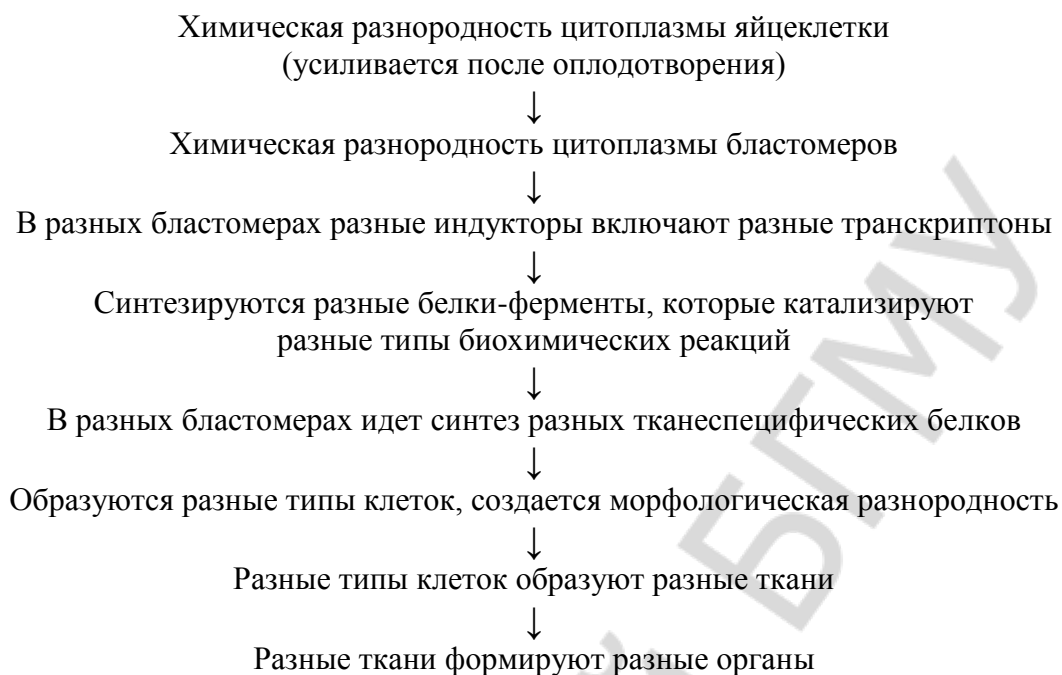 Химическая разнородность цитоплазмы яйцеклетки
(усиливается после оплодотворения)
↓
Химическая разнородность цитоплазмы бластомеров
↓
В разных бластомерах разные индукторы включают разные транскриптоны
↓
Синтезируются разные белки-ферменты, которые катализируют
разные типы биохимических реакций
↓
В разных бластомерах идет синтез разных тканеспецифических белков
↓
Образуются разные типы клеток, создается морфологическая разнородность
↓
Разные типы клеток образуют разные ткани
↓
Разные ткани формируют разные органы
БГМУ